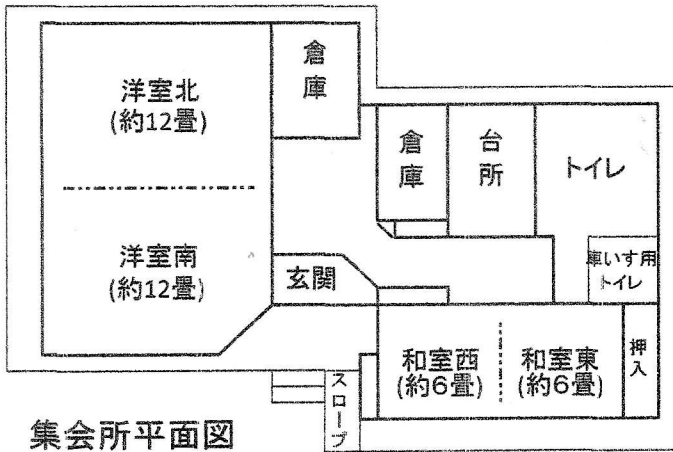 洋室北
(約12畳)
倉庫
倉庫
台所
トイレ
洋室南
(約12畳)
玄関
車いす用
トイレ
和室西
(約6畳)
和室東
(約6畳)
押入
スロープ
集会所平面図